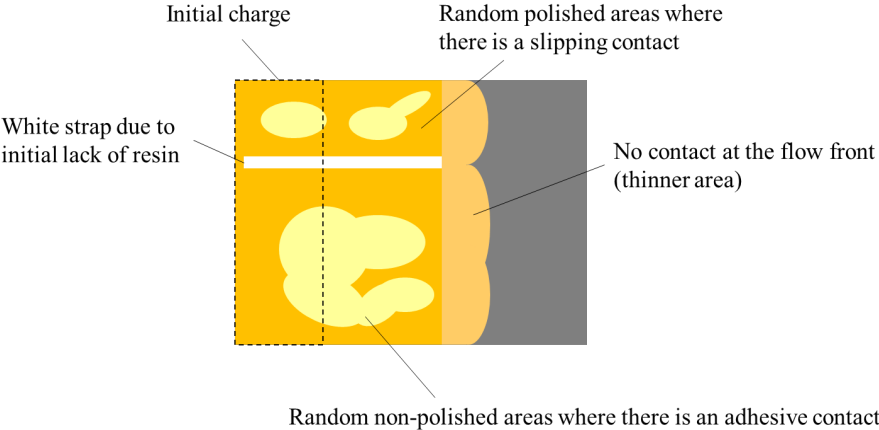 Initial charge
Random polished areas where
there is a slipping contact
White strap due to
initial lack of resin
No contact at the flow front
(thinner area)
Random non-polished areas where there is an adhesive contact